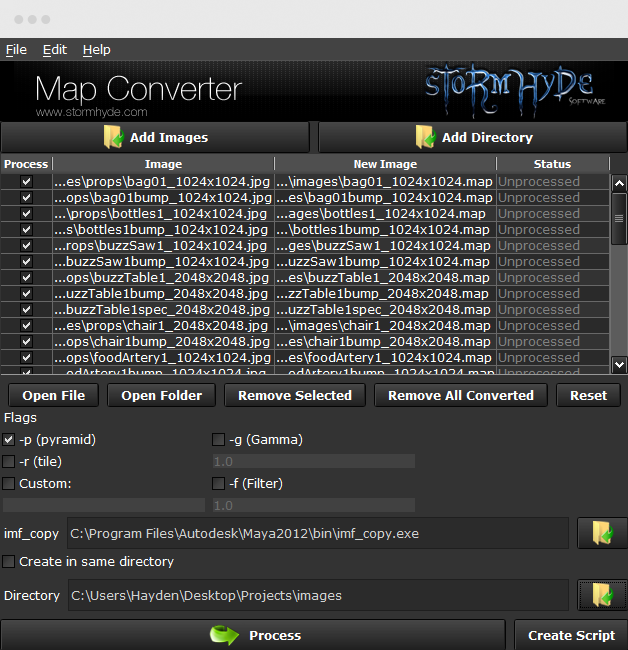 File Edit Help
Map Converter
www.stormhyde.com
STORMHYDE
SOFTWARE
Add Images Add Directory
Process Image New Image Status
...es\props\bag01_1024x1024.jpg ...\images\bag01_1024x1024.map Unprocessed
...ops\bag01bump_1024x1024.jpg ...es\bag01bump_1024x1024.map Unprocessed
...\props\bottles1_1024x1024.jpg ...ages\bottles1_1024x1024.map Unprocessed
...s\bottles1bump_1024x1024.jpg ...\bottles1bump_1024x1024.map Unprocessed
...rops\buzzSaw1_1024x1024.jpg ...ges\buzzSaw1_1024x1024.map Unprocessed
...buzzSaw1bump_1024x1024.jpg ...uzzSaw1bump_1024x1024.map Unprocessed
...ops\buzzTable1_2048x2048.jpg ...es\buzzTable1_2048x2048.map Unprocessed
...uzzTable1bump_2048x2048.jpg ...zzTable1bump_2048x2048.map Unprocessed
...buzzTable1spec_2048x2048.jpg ...uzzTable1spec_2048x2048.map Unprocessed
...es\props\chair1_2048x2048.jpg ...\images\chair1_2048x2048.map Unprocessed
...ops\chair1bump_2048x2048.jpg ...es\chair1bump_2048x2048.map Unprocessed
...ops\foodArtery1_1024x1024.jpg ...es\foodArtery1_1024x1024.map Unprocessed
...odArtery1bump_1024x1024.jpg ...odArtery1bump_1024x1024.map Unprocessed
Open File Open Folder Remove Selected Remove All Converted Reset
Flags
-p (pyramid) -g (Gamma)
-r (tile) 1.0
Custom: -f (Filter)
1.0
imf_copy C:\Program Files\Autodesk\Maya2012\bin\imf_copy.exe
Create in same directory
Directory C:\Users\Hayden\Desktop\Projects\images
Process Create Script